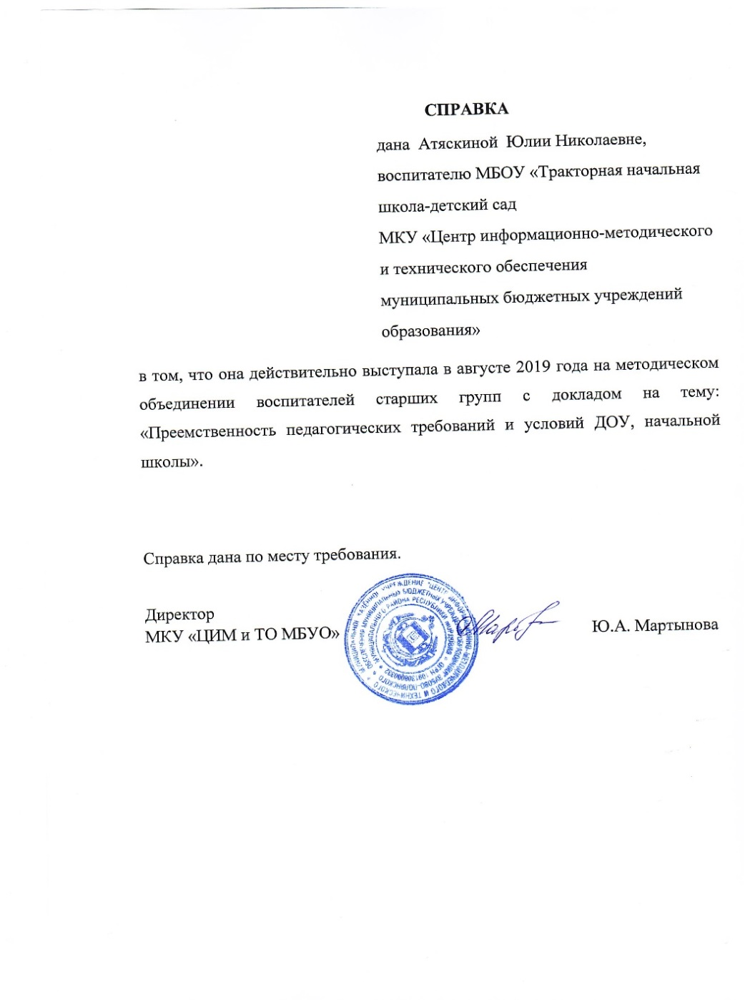 СПРАВКА
дана Атяскиной Юлии Николаевне,
воспитателю МБОУ «Тракторная начальная
школа-детский сад
МКУ «Центр информационно-методического
и технического обеспечения
муниципальных бюджетных учреждений
образования»
в том, что она действительно выступала в августе 2019 года на методическом
объединении воспитателей старших групп с докладом на тему:
«Преемственность педагогических требований и условий ДОУ, начальной
школы».
Справка дана по месту требования.
Директор
МКУ «ЦИМ и ТО МБУО»
Ю.А. Мартынова